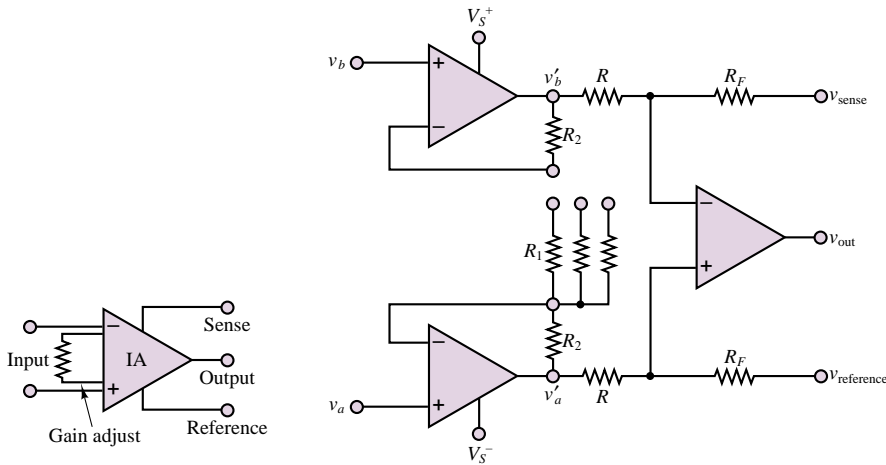 V_S^+
v_b
+
−
v'_b
R
R_F
v_sense
R_2
R_1
−
+
v_out
−
+
R_2
v_a
v'_a
R
R_F
v_reference
V_S^−
−
+
IA
Input
Sense
Output
Reference
Gain adjust